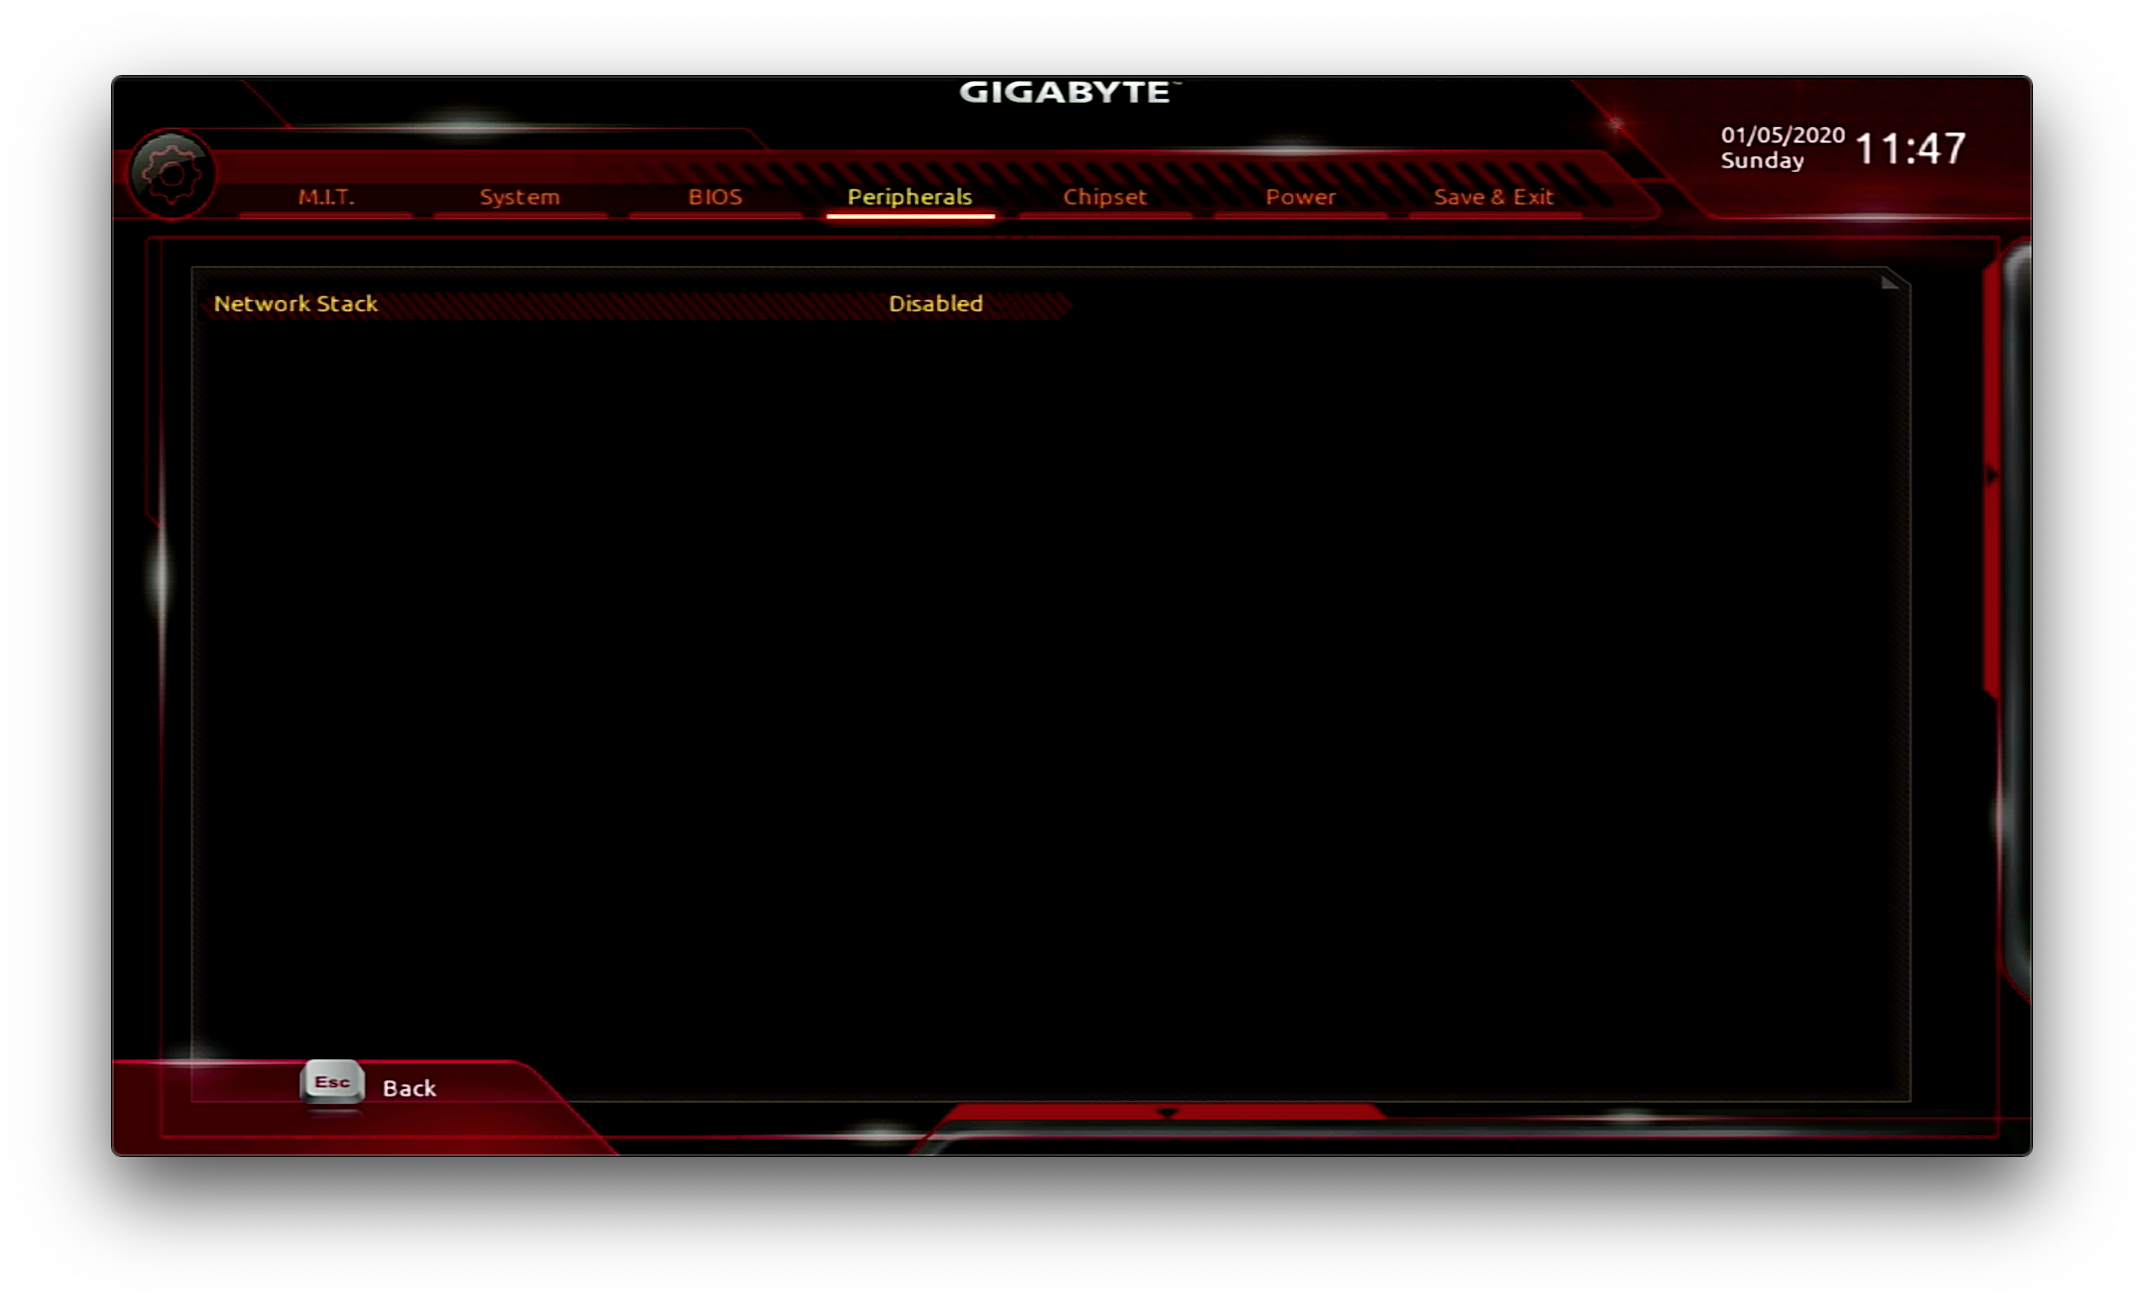 GIGABYTE™
01/05/2020 11:47
Sunday
M.I.T. System BIOS Peripherals Chipset Power Save & Exit
Network Stack Disabled
Esc Back